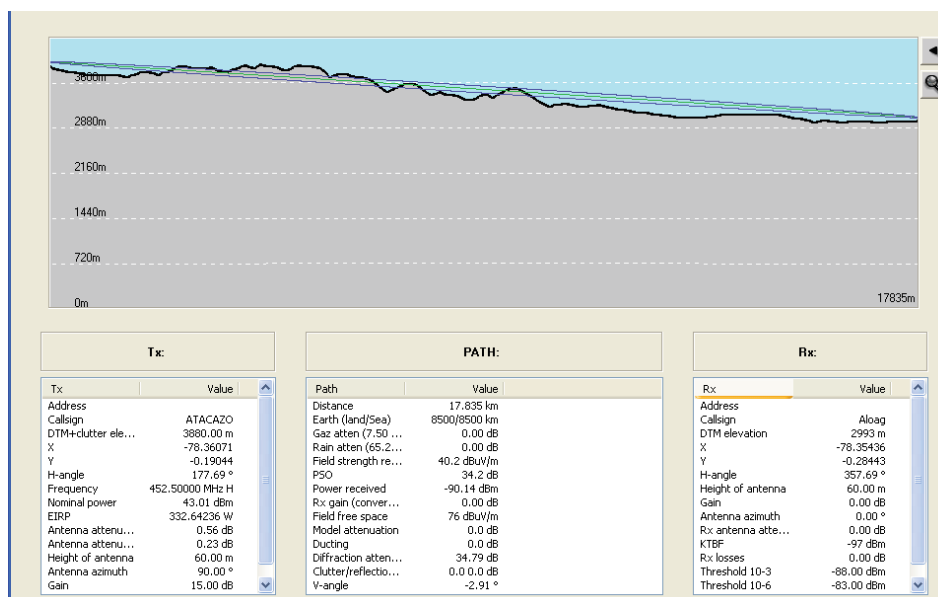 3600m
2880m
2160m
1440m
720m
0m
17835m
Tx:
PATH:
Rx:
Tx Value
Address
Callsign ATACAZO
DTM+clutter ele... 3880.00 m
X -78.36071
Y -0.19044
H-angle 177.69 °
Frequency 452.50000 MHz H
Nominal power 43.01 dBm
EIRP 332.64236 W
Antenna attenu... 0.56 dB
Antenna attenu... 0.23 dB
Height of antenna 60.00 m
Antenna azimuth 90.00 °
Gain 15.00 dB
Path Value
Distance 17.835 km
Earth (land/Sea) 8500/8500 km
Gaz atten (7.50 ... 0.00 dB
Rain atten (65.2... 0.00 dB
Field strength re... 40.2 dBuV/m
PSO 34.2 dB
Power received -90.14 dBm
Rx gain (conver... 0.00 dB
Field free space 76 dBuV/m
Model attenuation 0.0 dB
Ducting 0.0 dB
Diffraction atten... 34.79 dB
Clutter/reflectio... 0.0 0.0 dB
V-angle -2.91 °
Rx Value
Address
Callsign Aloag
DTM elevation 2993 m
X -78.35436
Y -0.28443
H-angle 357.69 °
Height of antenna 60.00 m
Gain 0.00 dB
Antenna azimuth 0.00 °
Rx antenna atte... 0.00 dB
KTBF -97 dBm
Rx losses 0.00 dB
Threshold 10-3 -88.00 dBm
Threshold 10-6 -83.00 dBm